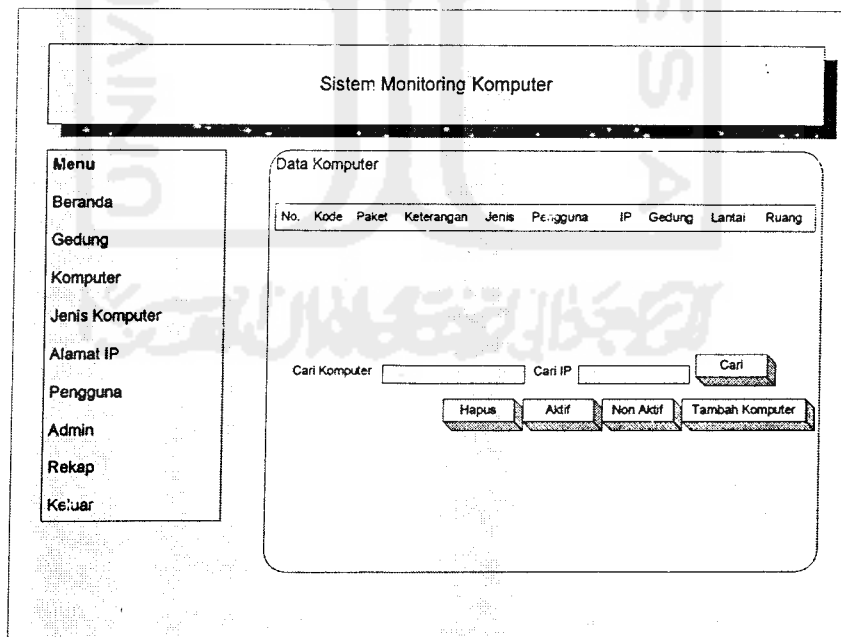 Sistem Monitoring Komputer
Menu
Beranda
Gedung
Komputer
Jenis Komputer
Alamat IP
Pengguna
Admin
Rekap
Keluar
Data Komputer
No. Kode Paket Keterangan Jenis Pengguna IP Gedung Lantai Ruang
Cari Komputer Cari IP Cari
Hapus Aktif Non Aktif Tambah Komputer